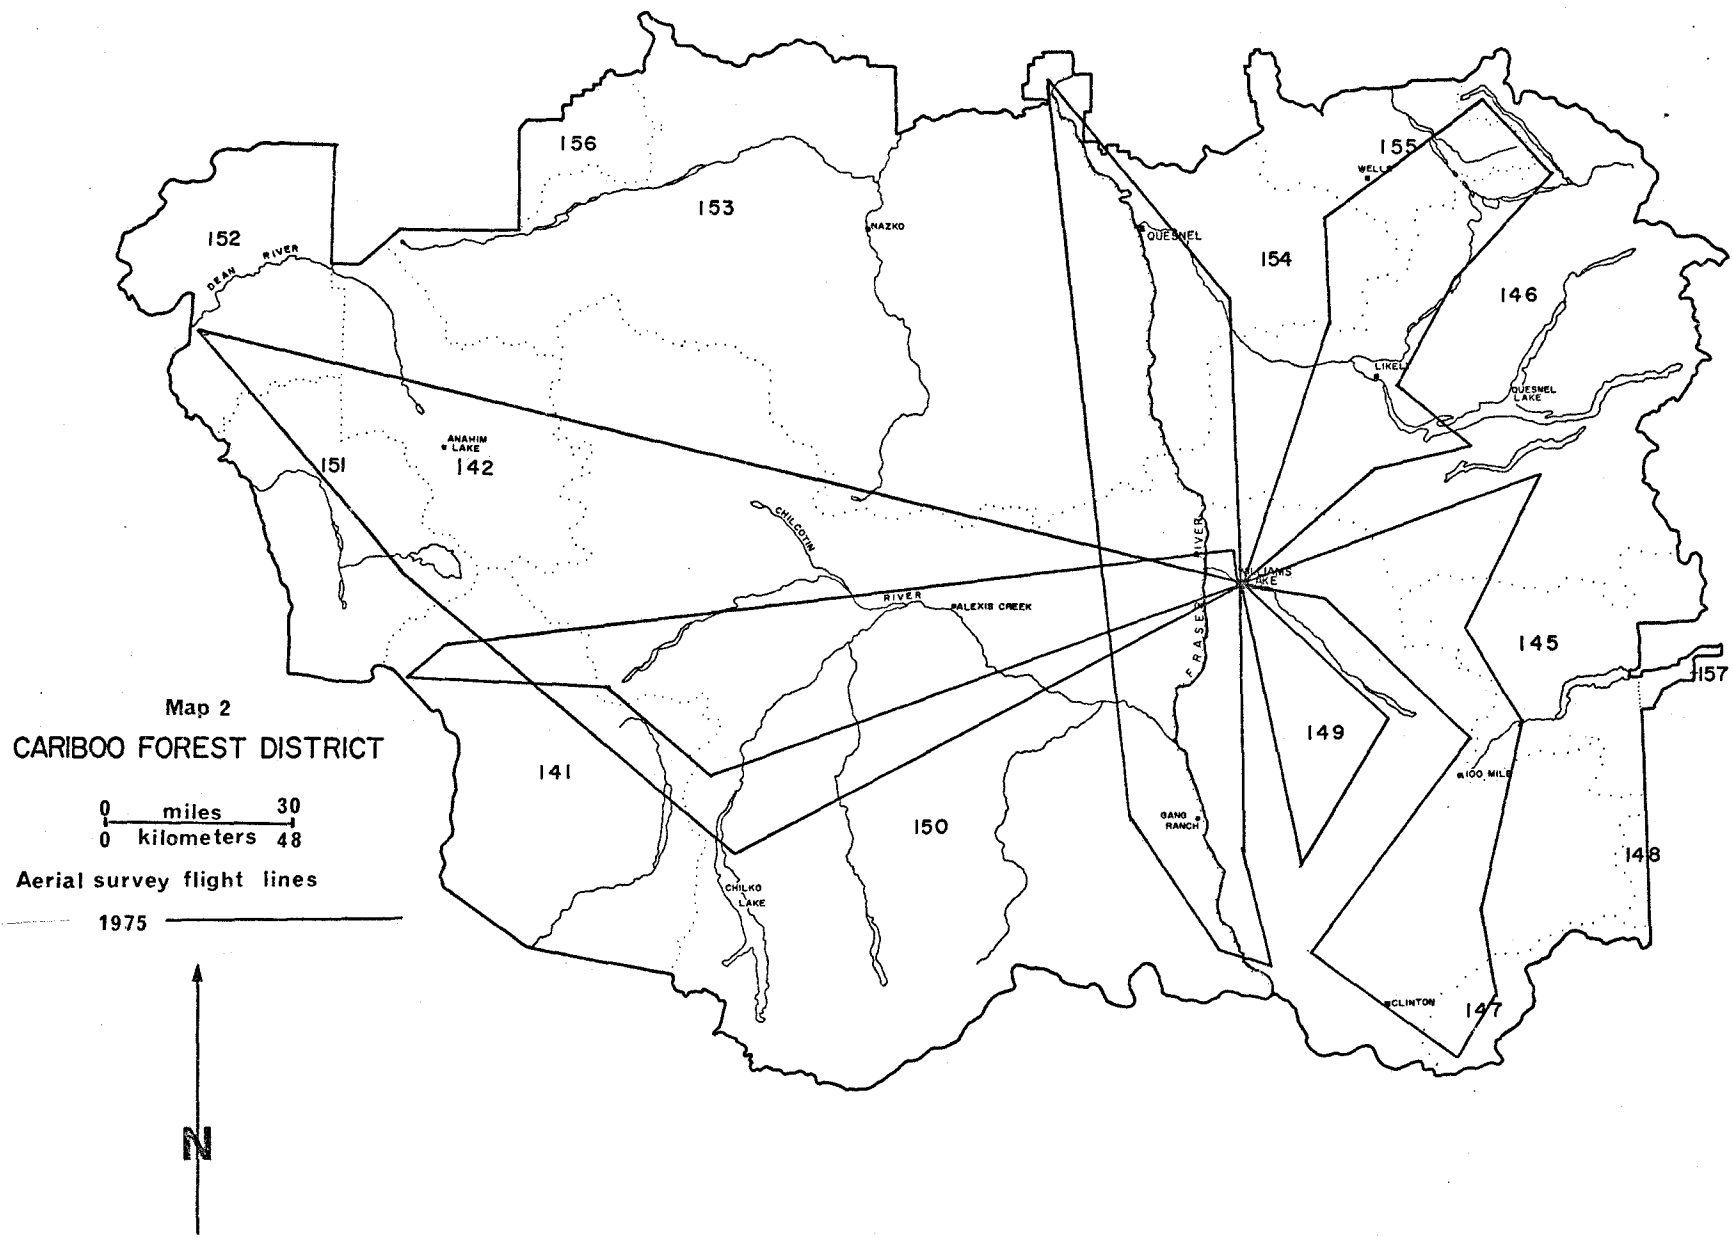 156
155
WELLS
153
152
NAZKO
QUESNEL
DEAN RIVER
154
146
LIKELY
QUESNEL
LAKE
ANAHIM
LAKE
151
142
CHILCOTIN
RIVER
FRASER RIVER
WILLIAMS
LAKE
ALEXIS CREEK
145
157
Map 2
CARIBOO FOREST DISTRICT
0 miles 30
0 kilometers 48
Aerial survey flight lines
1975
141
149
100 MILE
150
GANG
RANCH
148
CHILKO
LAKE
CLINTON
147
N